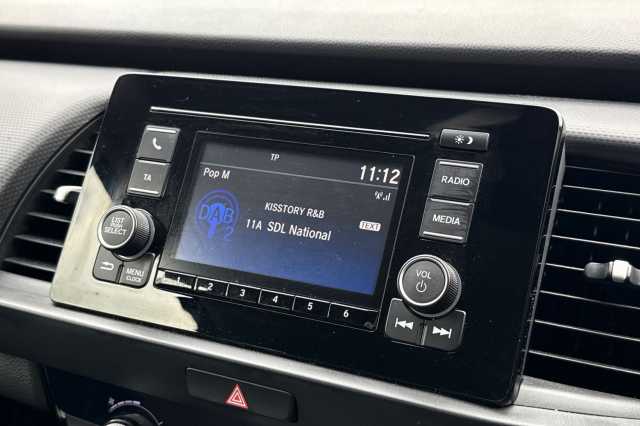 TP
Pop M
11:12
KISSTORY R&B
TEXT
DAB
2
11A SDL National
TA
LIST
SELECT
MENU
CLOCK
RADIO
MEDIA
VOL
1 2 3 4 5 6